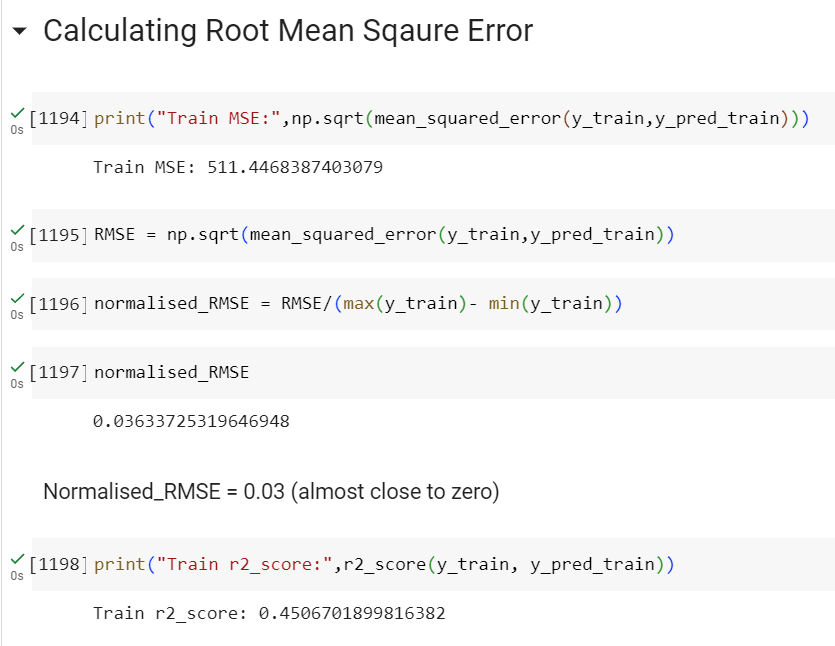 Calculating Root Mean Sqaure Error
[1194] print("Train MSE:",np.sqrt(mean_squared_error(y_train,y_pred_train)))
0s
Train MSE: 511.4468387403079
[1195] RMSE = np.sqrt(mean_squared_error(y_train,y_pred_train))
0s
[1196] normalised_RMSE = RMSE/(max(y_train)- min(y_train))
0s
[1197] normalised_RMSE
0s
0.03633725319646948
Normalised_RMSE = 0.03 (almost close to zero)
[1198] print("Train r2_score:",r2_score(y_train, y_pred_train))
0s
Train r2_score: 0.4506701899816382